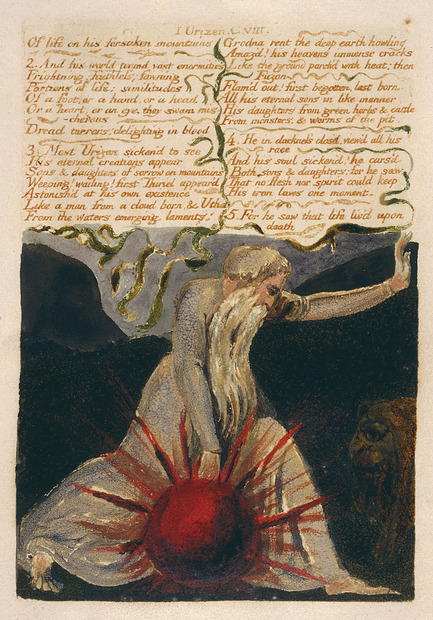 I Urizen C. VIII.
Of life on his forsaken mountains
2. And his world teemd vast enormities
Frightning; faithless; fawning
Portions of life; similitudes
Of a foot, or a hand, or a head
Or a heart, or an eye, they swam mis-
-chevous
Dread terrors! delighting in blood
3. Most Urizen sicken'd to see
His eternal creations appear
Sons & daughters of sorrow on mountains
Weeping! wailing! first Thiriel appear'd
Astonish'd at his own existence
Like a man from a cloud born, & Utha
From the waters emerging, laments!
Grodna rent the deep earth howling
Amaz'd! his heavens immense cracks
Like the ground parch'd with heat; then
Fuzon
Flam'd out! first begotten, last born.
All his eternal sons in like manner
His daughters from green herbs & cattle
From monsters, & worms of the pit.
4. He in darkness clos'd, view'd all his
race
And his soul sicken'd! he curs'd
Both sons & daughters; for he saw
That no flesh nor spirit could keep
His iron laws one moment.
5. For he saw that life liv'd upon
death